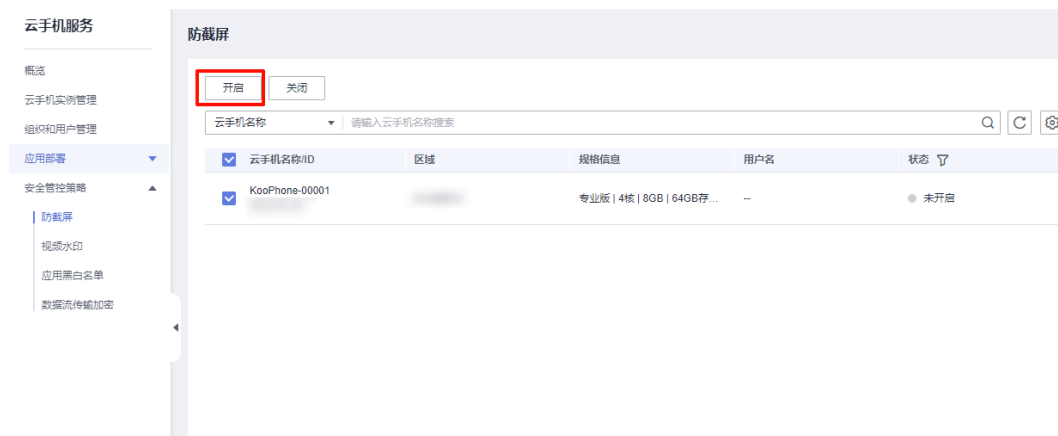 云手机服务
防截屏
概览
云手机实例管理
组织和用户管理
应用部署
安全管控策略
防截屏
视频水印
应用黑白名单
数据流传输加密
开启
关闭
云手机名称
请输入云手机名称搜索
云手机名称/ID
区域
规格信息
用户名
状态
KooPhone-00001
专业版 | 4核 | 8GB | 64GB存...
--
未开启